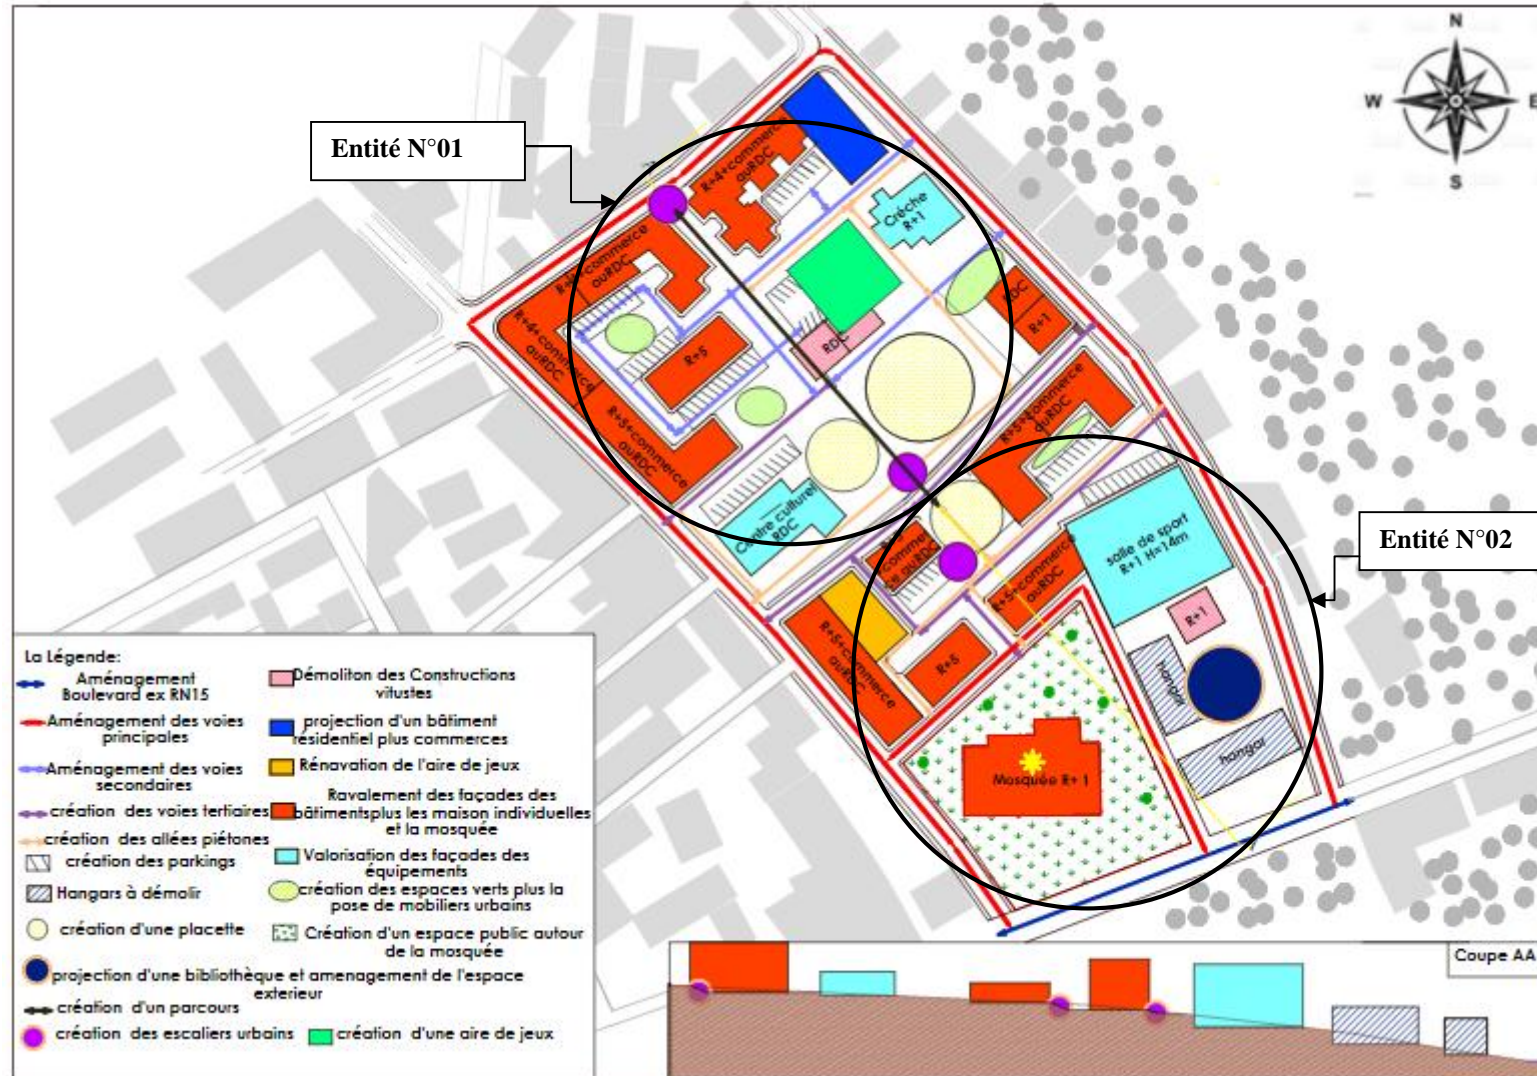 N
W
E
S
Entité N°01
R+4+commerce
auRDC
Créche
R+1
commerce
auRDC
R+4+commerce
auRDC
RDC
R+1
R+5
RDC
R+5+commerce
auRDC
R+5+commerce
auRDC
Centre culturel
RDC
salle de sport
R+1 H=14m
Entité N°02
commer
ce auRDC
R+5+commerce
auRDC
R+1
R+5+commerce
auRDC
R+5
hangar
hangar
Mosquée R+ 1
La Légende:
Aménagement
Boulevard ex RN15
Aménagement des voies
principales
Aménagement des voies
secondaires
création des voies tertiaires
création des allées piétones
création des parkings
Hangars à démolir
création d'une placette
projection d'une bibliothèque et amenagement de l'espace
exterieur
création d'un parcours
création des escaliers urbains
Démoliton des Constructions
vitustes
projection d'un bâtiment
résidentiel plus commerces
Rénavation de l'aire de jeux
Ravalement des façades des
bâtimentsplus les maison individuelles
et la mosquée
Valorisation des façades des
équipements
création des espaces verts plus la
pose de mobiliers urbains
Création d'un espace public autour
de la mosquée
création d'une aire de jeux
Coupe AA